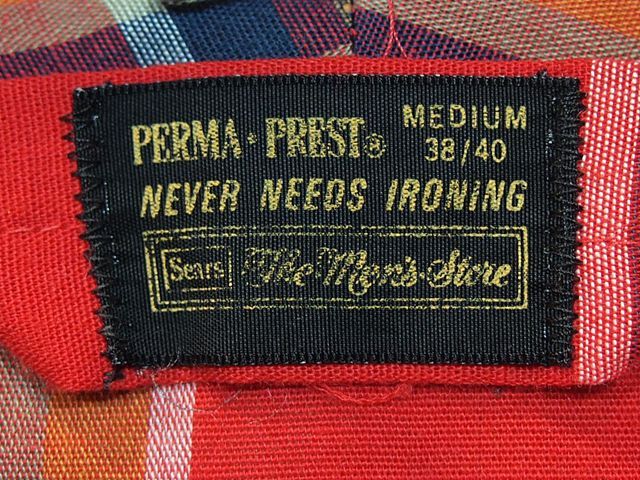 PERMA · PREST®
MEDIUM
38/40
NEVER NEEDS IRONING
Sears The Men's Store